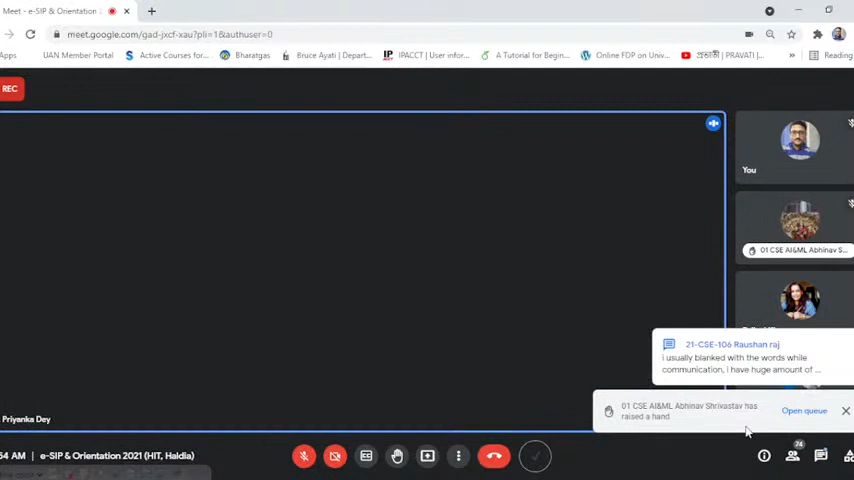 Meet - e-SIP & Orientation
meet.google.com/gad-jxcf-xau?pli=1&authuser=0
Apps
UAN Member Portal
Active Courses for...
Bharatgas
Bruce Ayati | Depart...
IPACCT | User infor...
A Tutorial for Begin...
Online FDP on Univ...
| PRAVATI |...
»
Reading
REC
You
01 CSE AI&ML Abhinav S...
21-CSE-106 Raushan raj
i usually blanked with the words while
communication, i have huge amount of ...
01 CSE AI&ML Abhinav Shrivastav has
raised a hand
Open queue
Priyanka Dey
54 AM | e-SIP & Orientation 2021 (HIT, Haldia)
74